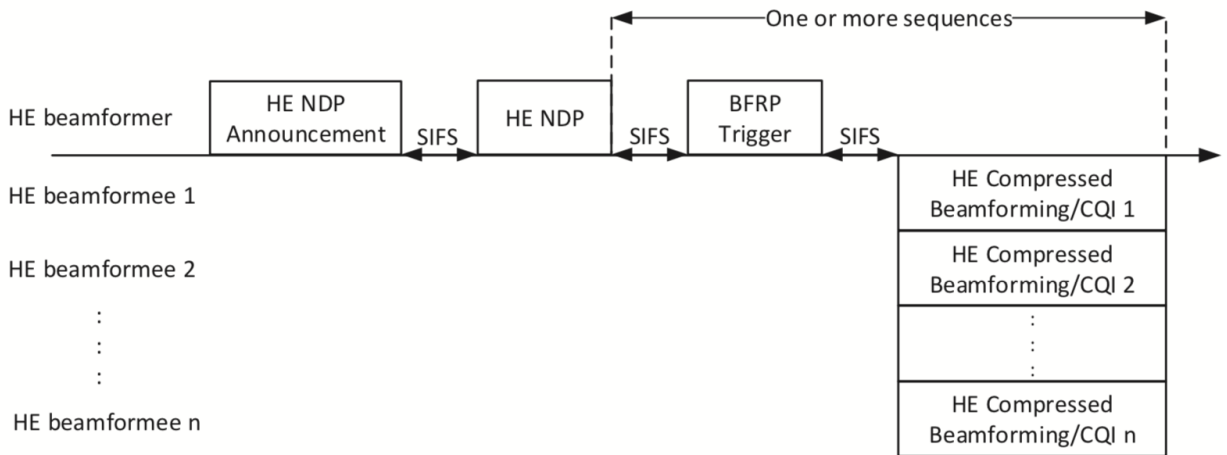 One or more sequences
HE beamformer
HE NDP
Announcement
SIFS
HE NDP
SIFS
BFRP
Trigger
SIFS
HE beamformee 1
HE Compressed
Beamforming/CQI 1
HE beamformee 2
HE Compressed
Beamforming/CQI 2
HE beamformee n
HE Compressed
Beamforming/CQI n